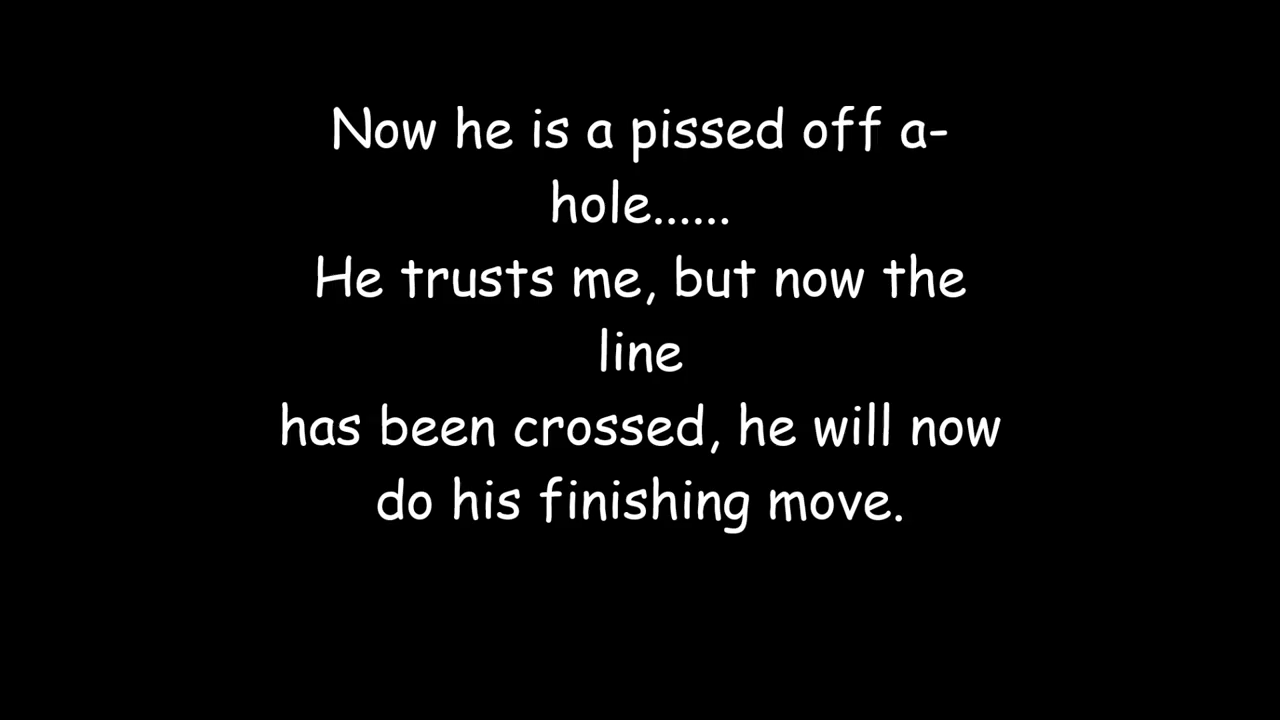 Now he is a pissed off a-
hole......
He trusts me, but now the
line
has been crossed, he will now
do his finishing move.